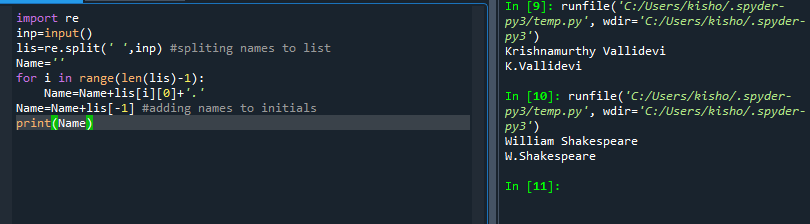 import re
inp=input()
lis=re.split(' ',inp) #spliting names to list
Name=''
for i in range(len(lis)-1):
    Name=Name+lis[i][0]+'.'
Name=Name+lis[-1] #adding names to initials
print(Name)
In [9]: runfile('C:/Users/kisho/.spyder-
py3/temp.py', wdir='C:/Users/kisho/.spyder-
py3')
Krishnamurthy Vallidevi
K.Vallidevi
In [10]: runfile('C:/Users/kisho/.spyder-
py3/temp.py', wdir='C:/Users/kisho/.spyder-
py3')
William Shakespeare
W.Shakespeare
In [11]: